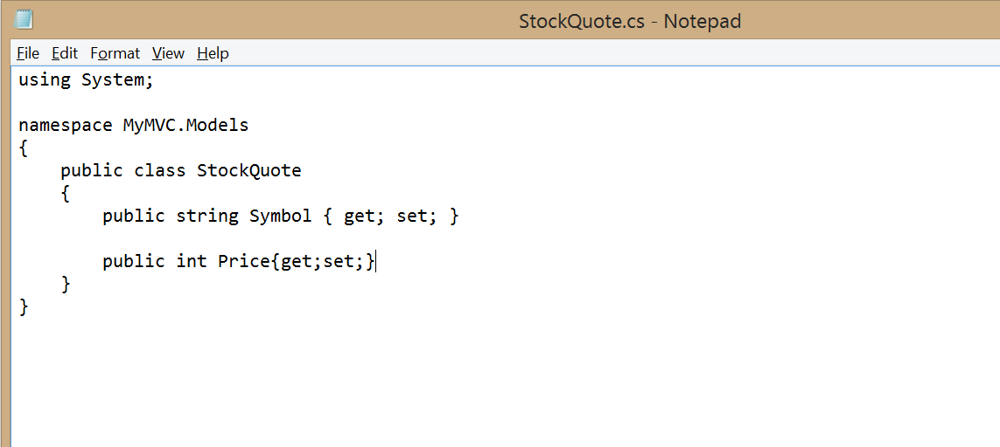 StockQuote.cs - Notepad
File Edit Format View Help
using System;
namespace MyMVC.Models
{
    public class StockQuote
    {
        public string Symbol { get; set; }
        public int Price{get;set;}
    }
}